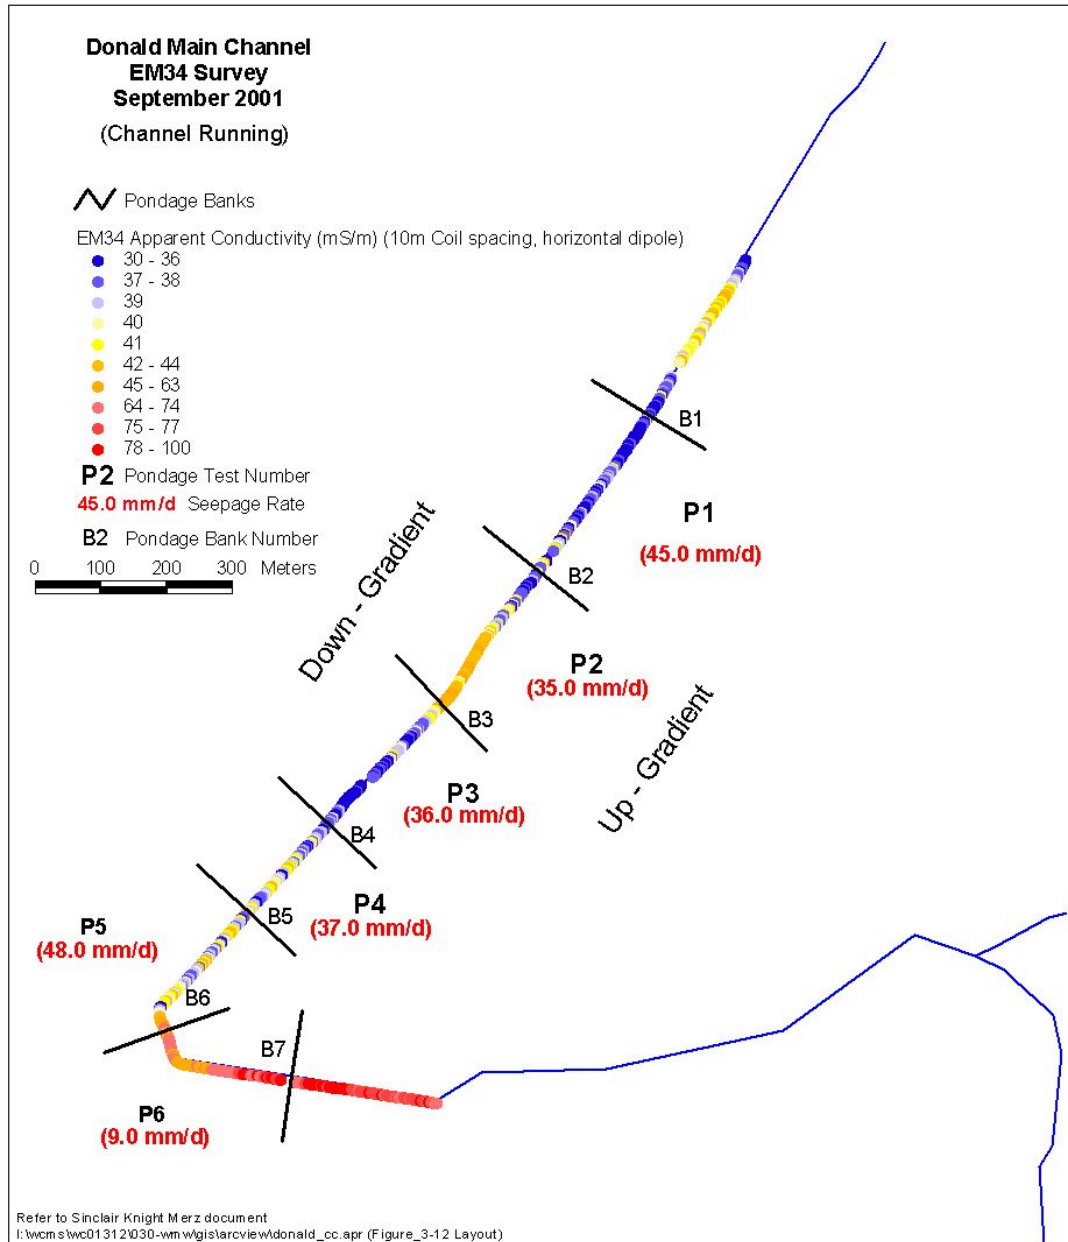 Donald Main Channel
EM34 Survey
September 2001
(Channel Running)
Pondage Banks
EM34 Apparent Conductivity (mS/m) (10m Coil spacing, horizontal dipole)
30 - 36
37 - 38
39
40
41
42 - 44
45 - 63
64 - 74
75 - 77
78 - 100
P2 Pondage Test Number
45.0 mm/d Seepage Rate
B2 Pondage Bank Number
0 100 200 300 Meters
B1
P1
(45.0 mm/d)
B2
Down - Gradient
P2
(35.0 mm/d)
B3
Up - Gradient
P3
(36.0 mm/d)
B4
P4
(37.0 mm/d)
B5
P5
(48.0 mm/d)
B6
B7
P6
(9.0 mm/d)
Refer to Sinclair Knight Merz document
I:\wcms\wc01312\030-wnvw\gis\arcview\donald_cc.apr (Figure_3-12 Layout)